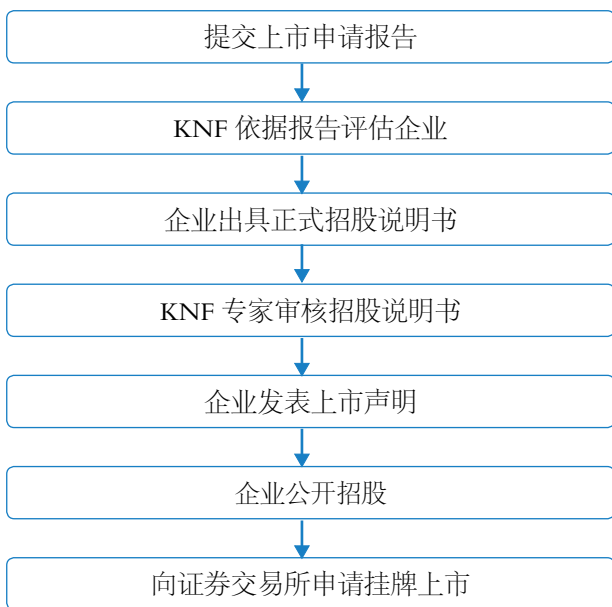 提交上市申请报告
KNF 依据报告评估企业
企业出具正式招股说明书
KNF 专家审核招股说明书
企业发表上市声明
企业公开招股
向证券交易所申请挂牌上市